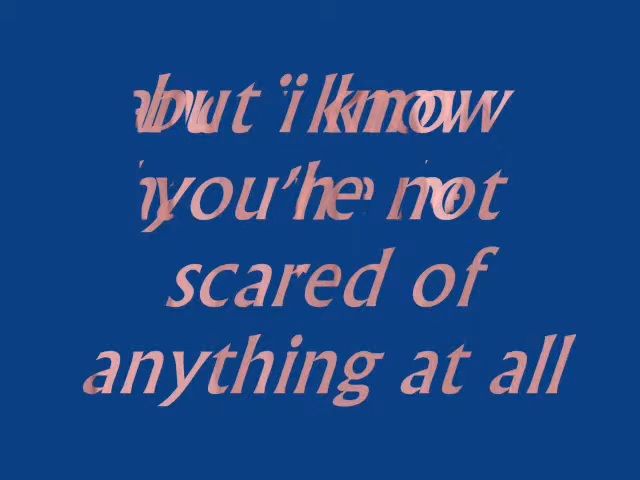 but i know
you're not
scared of
anything at all